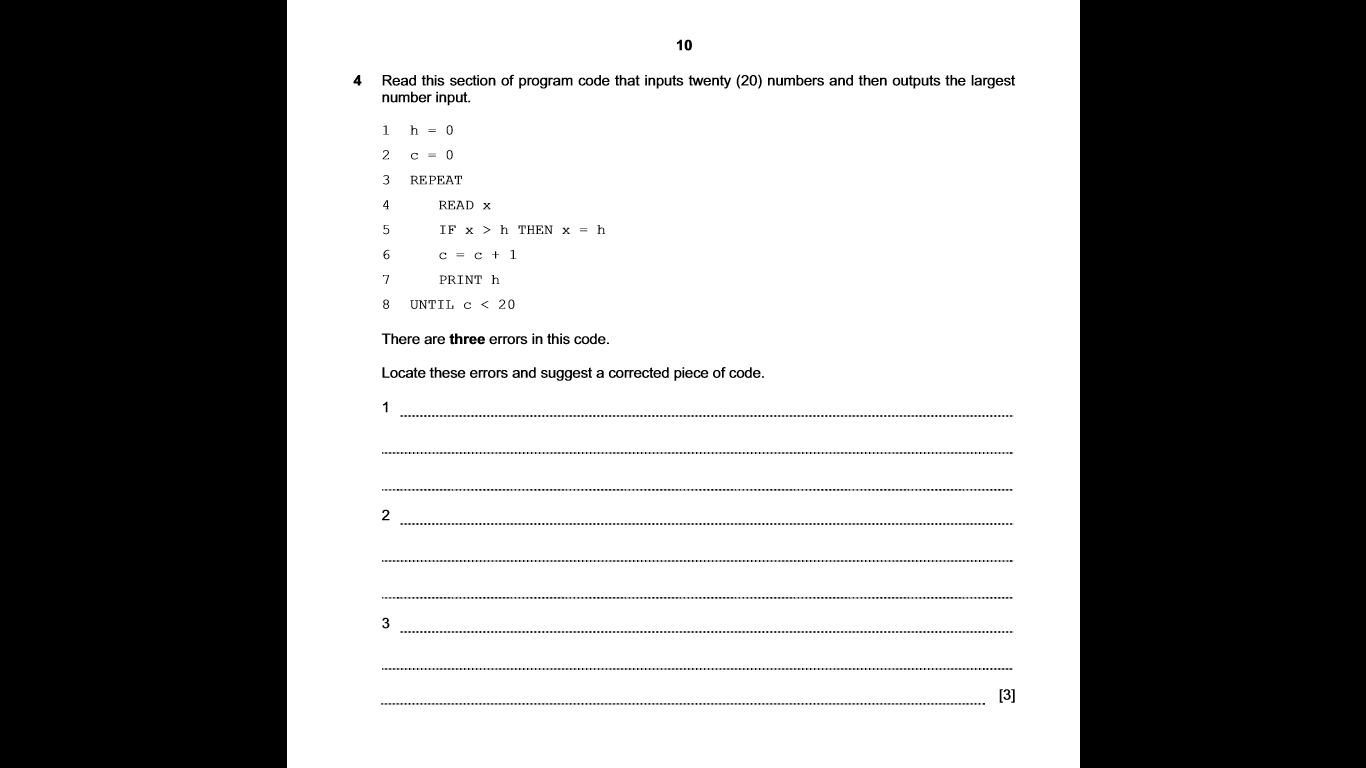 10
4 Read this section of program code that inputs twenty (20) numbers and then outputs the largest
number input.
1 h = 0
2 c = 0
3 REPEAT
4 READ x
5 IF x > h THEN x = h
6 c = c + 1
7 PRINT h
8 UNTIL c < 20
There are three errors in this code.
Locate these errors and suggest a corrected piece of code.
1
2
3
[3]